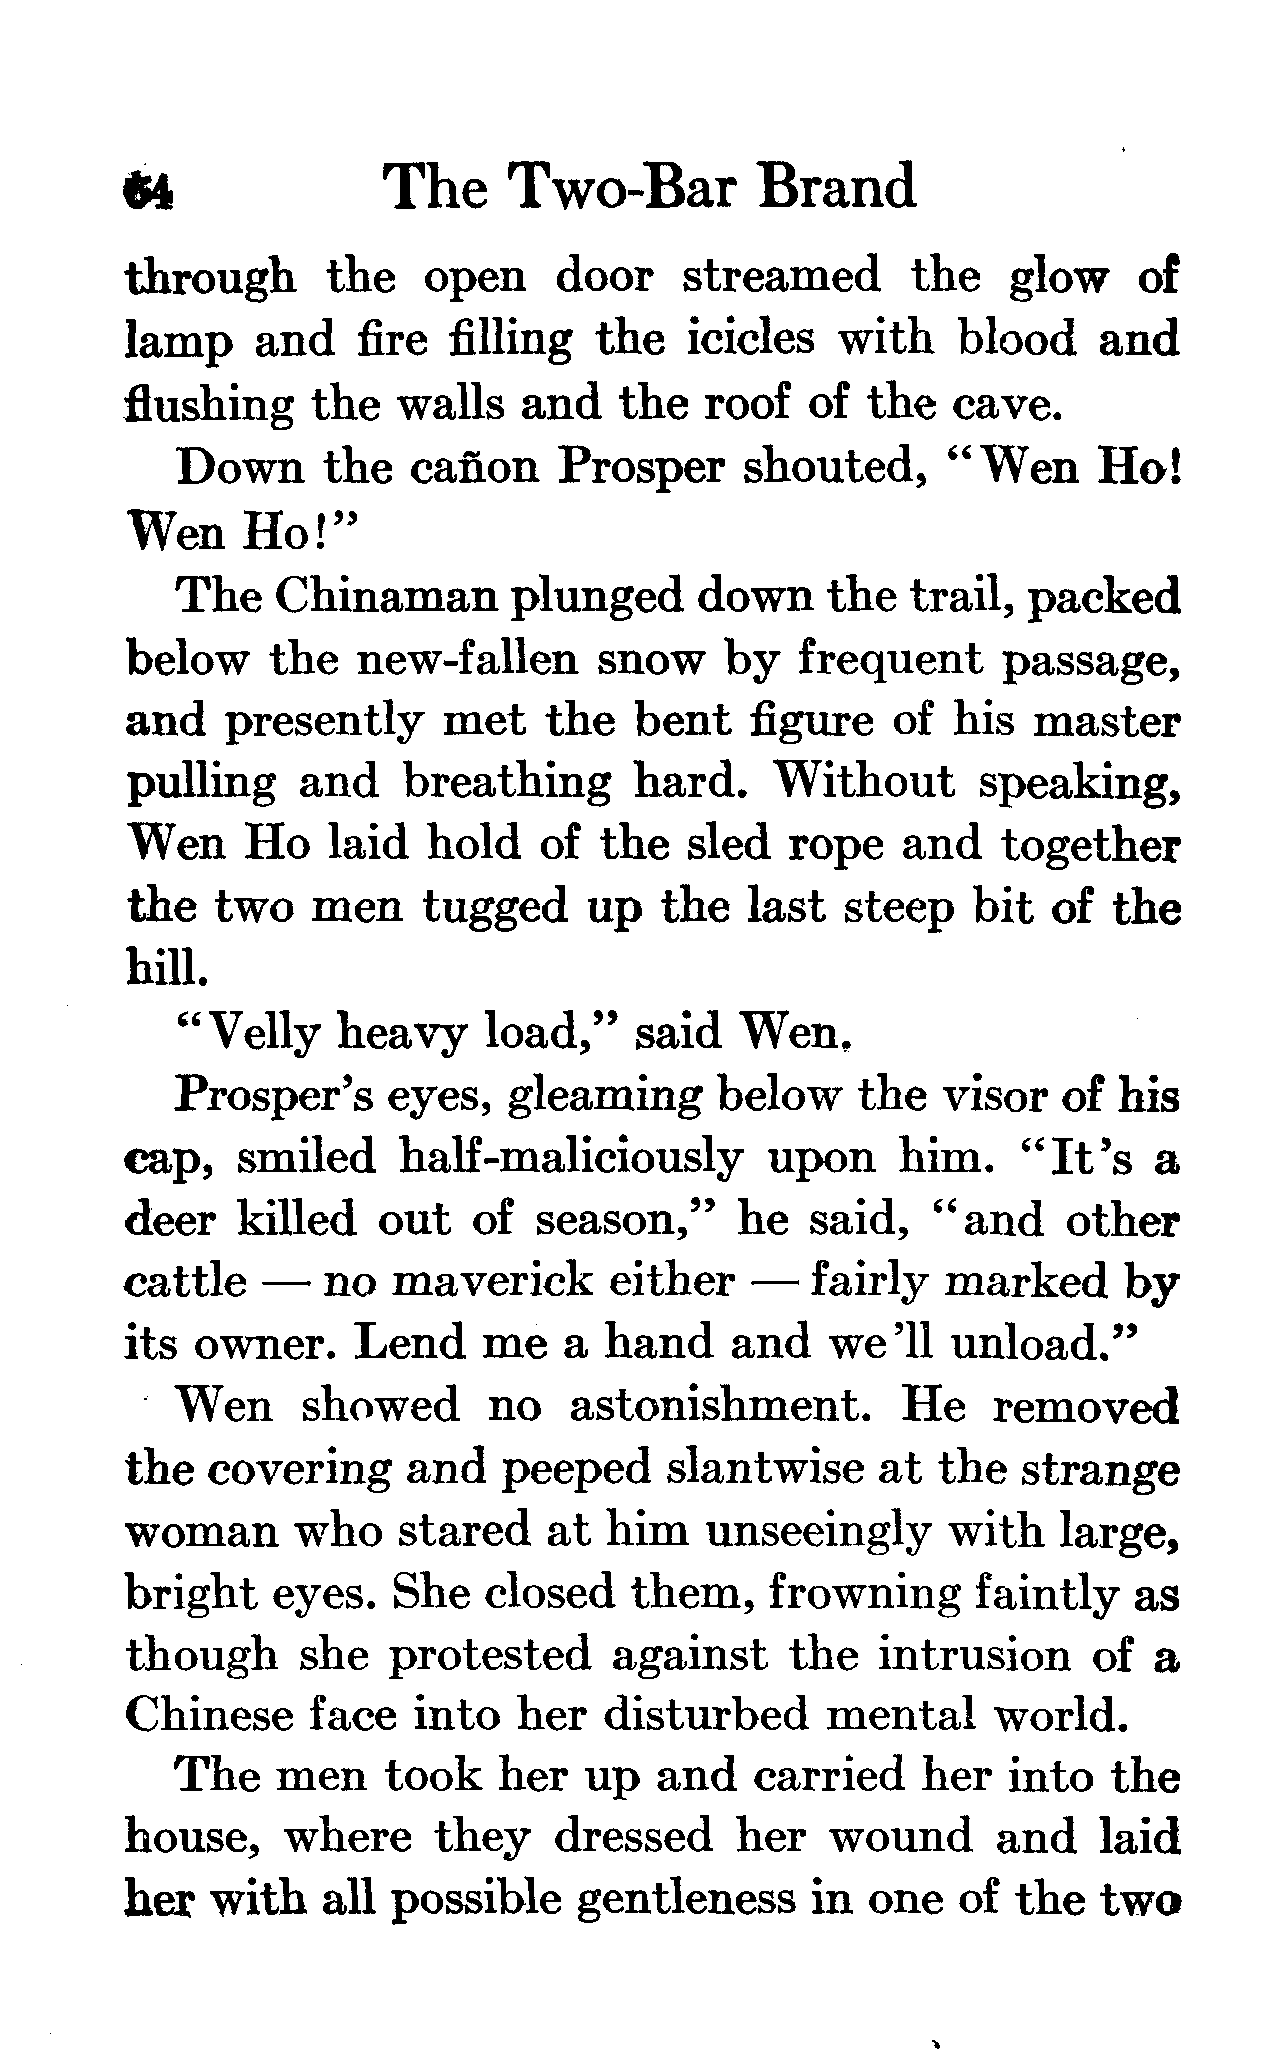 64 The Two-Bar Brand
through the open door streamed the glow of
lamp and fire filling the icicles with blood and
flushing the walls and the roof of the cave.
Down the cañon Prosper shouted, "Wen Ho!
Wen Ho!"
The Chinaman plunged down the trail, packed
below the new-fallen snow by frequent passage,
and presently met the bent figure of his master
pulling and breathing hard. Without speaking,
Wen Ho laid hold of the sled rope and together
the two men tugged up the last steep bit of the
hill.
"Velly heavy load," said Wen.
Prosper's eyes, gleaming below the visor of his
cap, smiled half-maliciously upon him. "It's a
deer killed out of season," he said, "and other
cattle — no maverick either — fairly marked by
its owner. Lend me a hand and we'll unload."
Wen showed no astonishment. He removed
the covering and peeped slantwise at the strange
woman who stared at him unseeingly with large,
bright eyes. She closed them, frowning faintly as
though she protested against the intrusion of a
Chinese face into her disturbed mental world.
The men took her up and carried her into the
house, where they dressed her wound and laid
her with all possible gentleness in one of the two